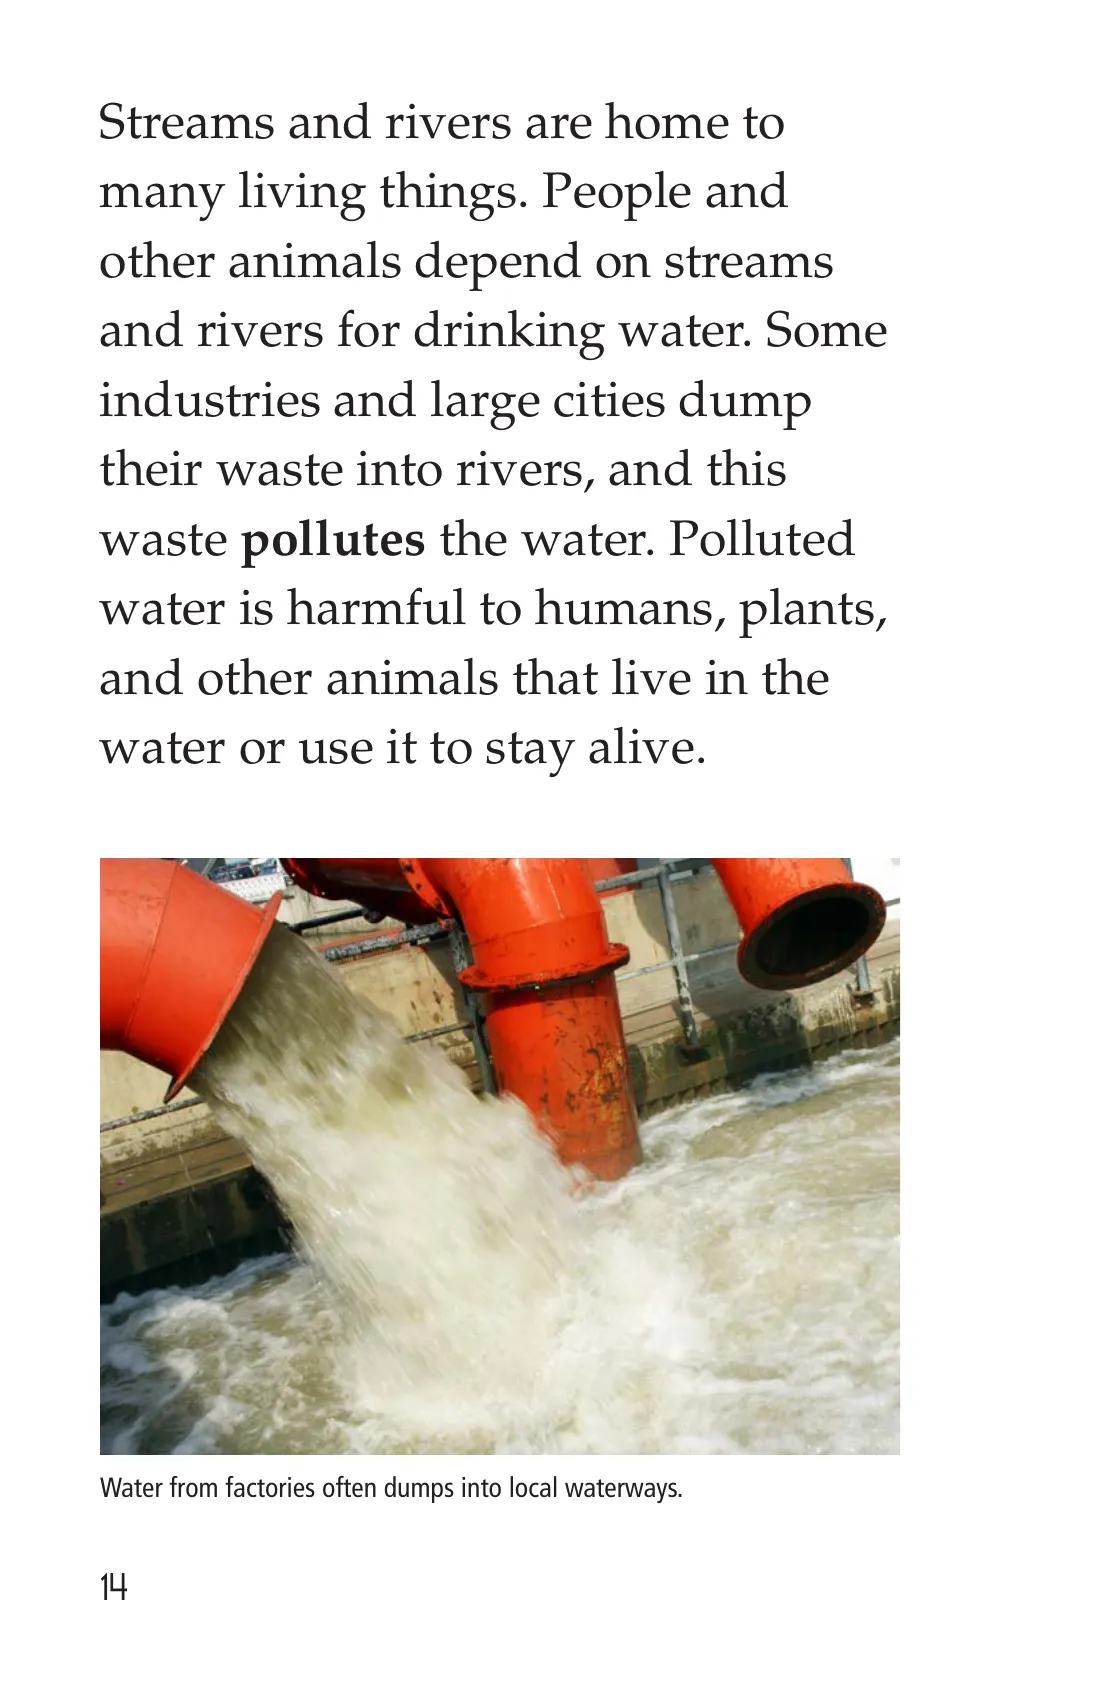 Streams and rivers are home to
many living things. People and
other animals depend on streams
and rivers for drinking water. Some
industries and large cities dump
their waste into rivers, and this
waste pollutes the water. Polluted
water is harmful to humans, plants,
and other animals that live in the
water or use it to stay alive.
Water from factories often dumps into local waterways.
14